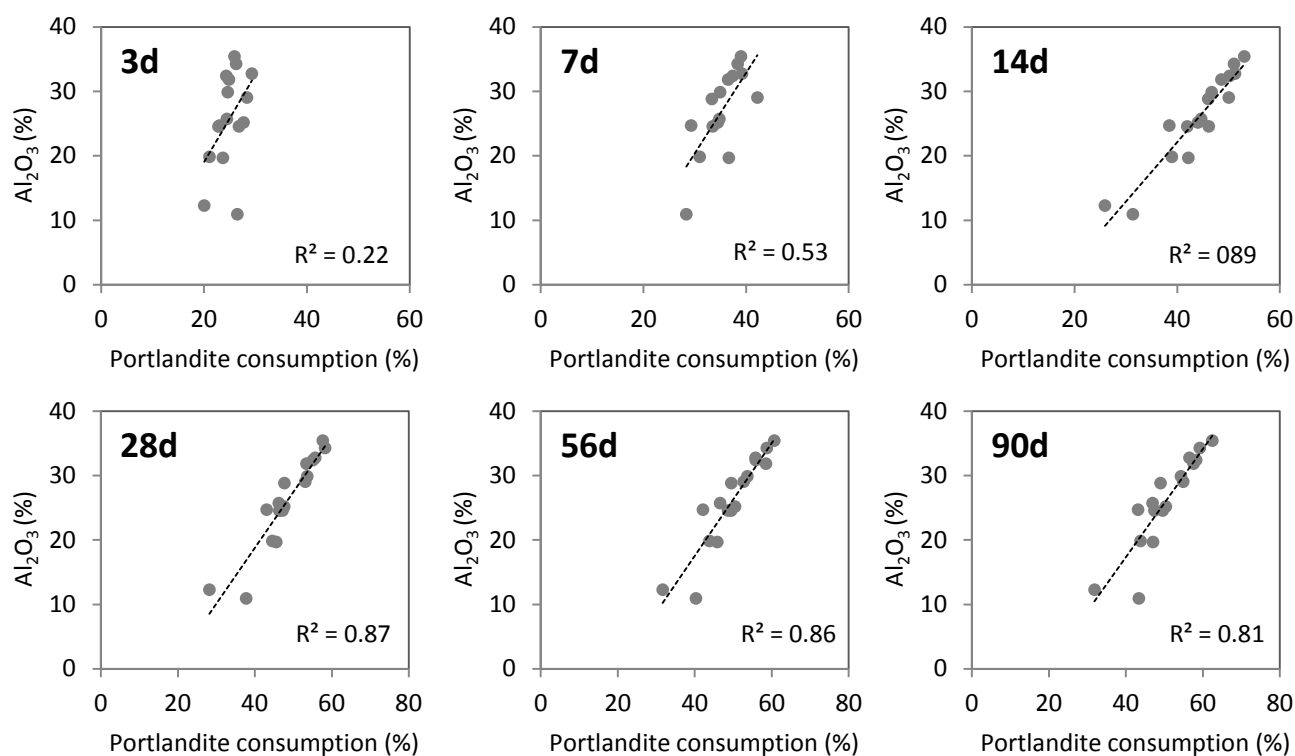 3d
Al₂O₃ (%)
40
30
20
10
0
R² = 0.22
0 20 40 60
Portlandite consumption (%)
7d
Al₂O₃ (%)
40
30
20
10
0
R² = 0.53
0 20 40 60
Portlandite consumption (%)
14d
Al₂O₃ (%)
40
30
20
10
0
R² = 089
0 20 40 60
Portlandite consumption (%)
28d
Al₂O₃ (%)
40
30
20
10
0
R² = 0.87
0 20 40 60 80
Portlandite consumption (%)
56d
Al₂O₃ (%)
40
30
20
10
0
R² = 0.86
0 20 40 60 80
Portlandite consumption (%)
90d
Al₂O₃ (%)
40
30
20
10
0
R² = 0.81
0 20 40 60 80
Portlandite consumption (%)